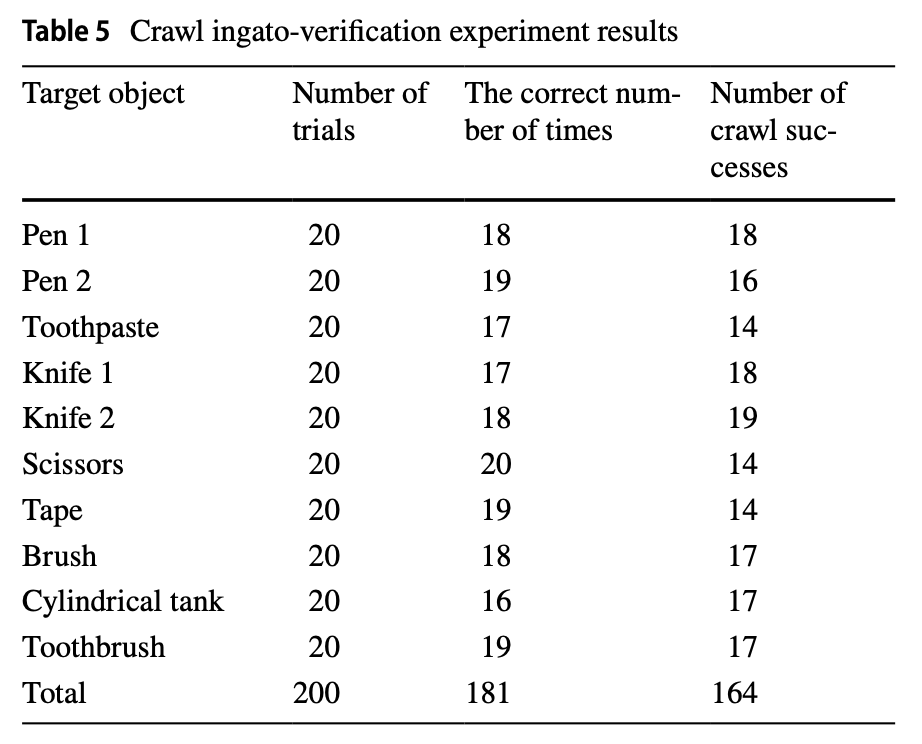 Table 5 Crawl ingato-verification experiment results
Target object Number of trials The correct num- ber of times Number of crawl suc- cesses
Pen 1 20 18 18
Pen 2 20 19 16
Toothpaste 20 17 14
Knife 1 20 17 18
Knife 2 20 18 19
Scissors 20 20 14
Tape 20 19 14
Brush 20 18 17
Cylindrical tank 20 16 17
Toothbrush 20 19 17
Total 200 181 164